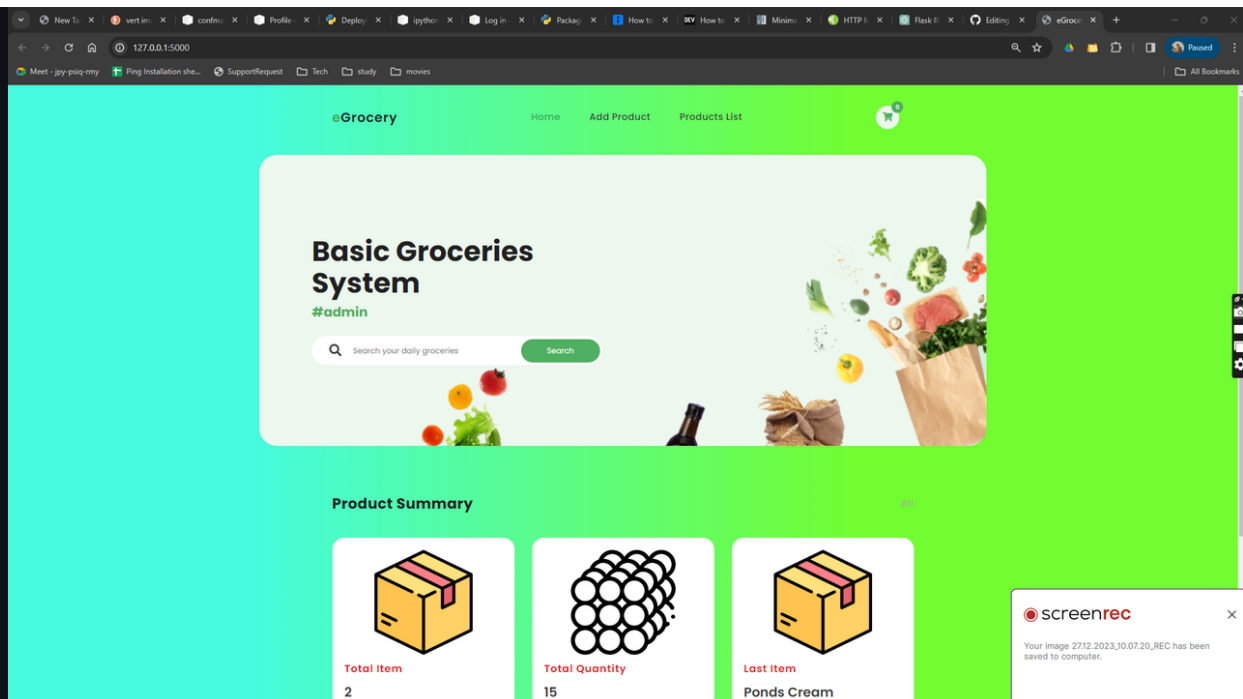 New Ta
vert im
confm
Profile
Deploy
ipython
Log in
Packag
How to
DEV
How to
Minim
HTTP
Flask
Editing
eGroce
127.0.0.1:5000
Paused
Meet - jpy-psiq-rmy
Ping Installation she...
SupportRequest
Tech
study
movies
All Bookmarks
eGrocery
Home
Add Product
Products List
0
Basic Groceries
System
#admin
Search your daily groceries
Search
Product Summary
All
Total Item
2
Total Quantity
15
Last Item
Ponds Cream
screenrec
Your image 27.12.2023_10.07.20_REC has been
saved to computer.